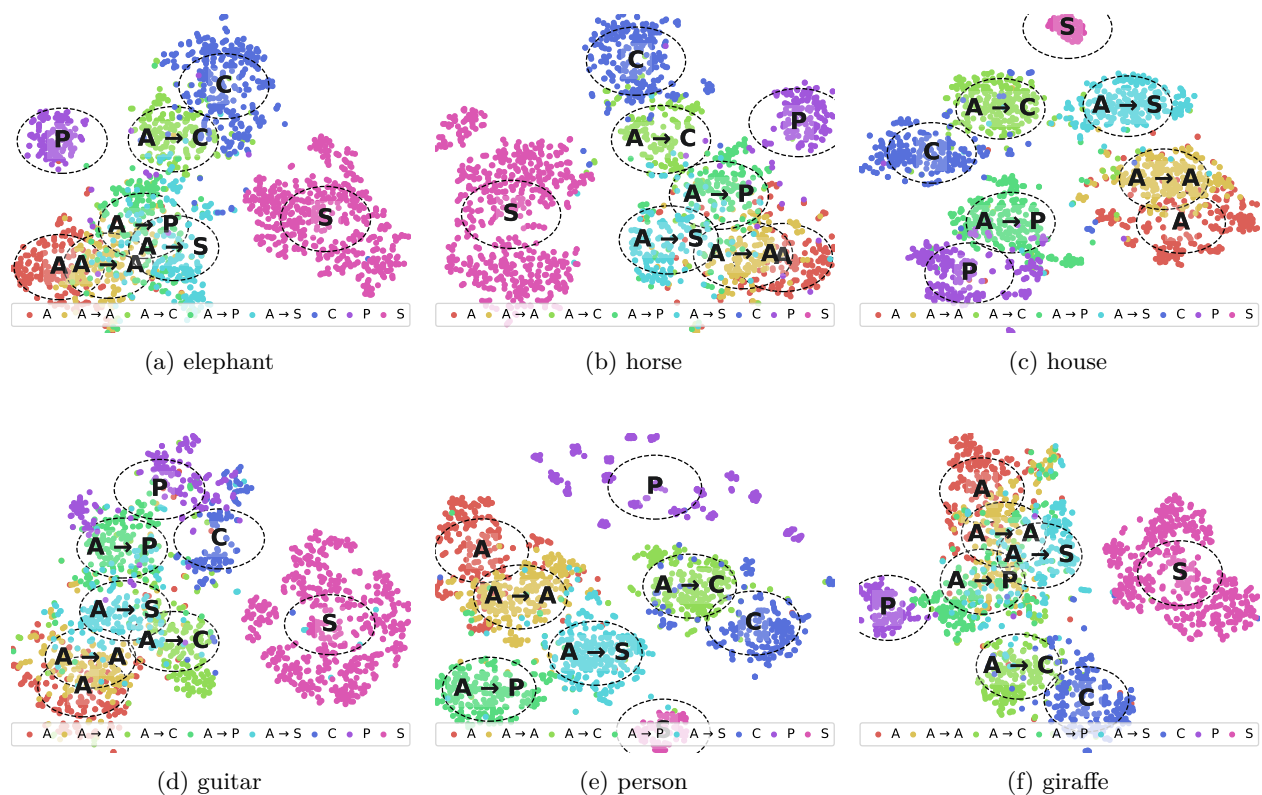 C
P
A → C
S
A → P
A → S
A A → A
A A → A A → C A → P A → S C P S
(a) elephant
C
P
A → C
A → P
S
A → S
A → A A
A A → A A → C A → P A → S C P S
(b) horse
S
A → C A → S
C
A → A
A → P A
P
A A → A A → C A → P A → S C P S
(c) house
P
C
A → P
A → S S
A → C
A → A
A
A A → A A → C A → P A → S C P S
(d) guitar
P
A
A → C
A → A
C
A → S
A → P
S
A A → A A → C A → P A → S C P S
(e) person
A
A → A
A → S
S
A → P
P
A → C
C
A A → A A → C A → P A → S C P S
(f) giraffe